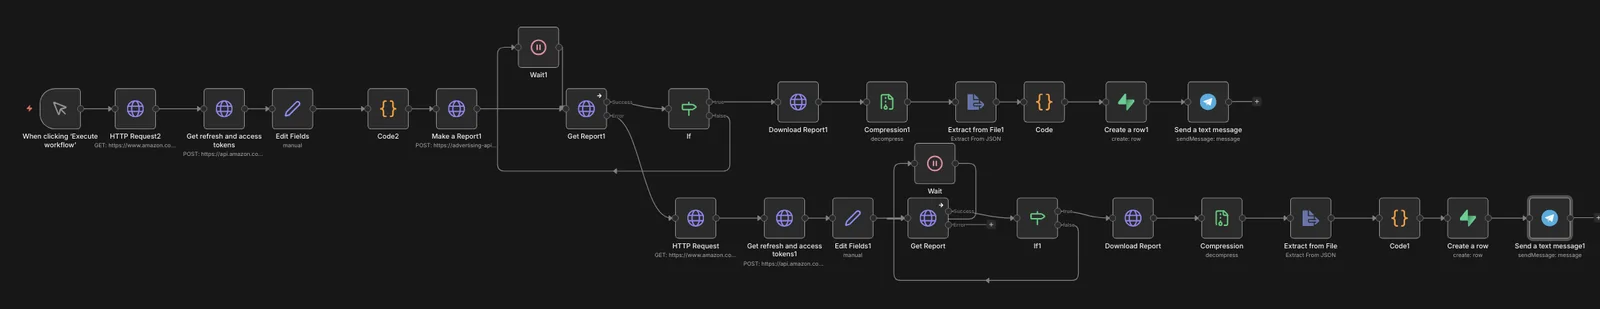 Wait1
When clicking 'Execute
workflow'
HTTP Request2
GET: https://www.amazon.co...
Get refresh and access
tokens
POST: https://api.amazon.co...
Edit Fields
manual
Code2
Make a Report1
POST: https://advertising-api...
Get Report1
Success
Error
If
true
false
Download Report1
Compression1
decompress
Extract from File1
Extract From JSON
Code
Create a row1
create: row
Send a text message
sendMessage: message
Wait
HTTP Request
GET: https://www.amazon.co...
Get refresh and access
tokens1
POST: https://api.amazon.co...
Edit Fields1
manual
Get Report
Success
Error
If1
true
false
Download Report
Compression
decompress
Extract from File
Extract From JSON
Code1
Create a row
create: row
Send a text message1
sendMessage: message